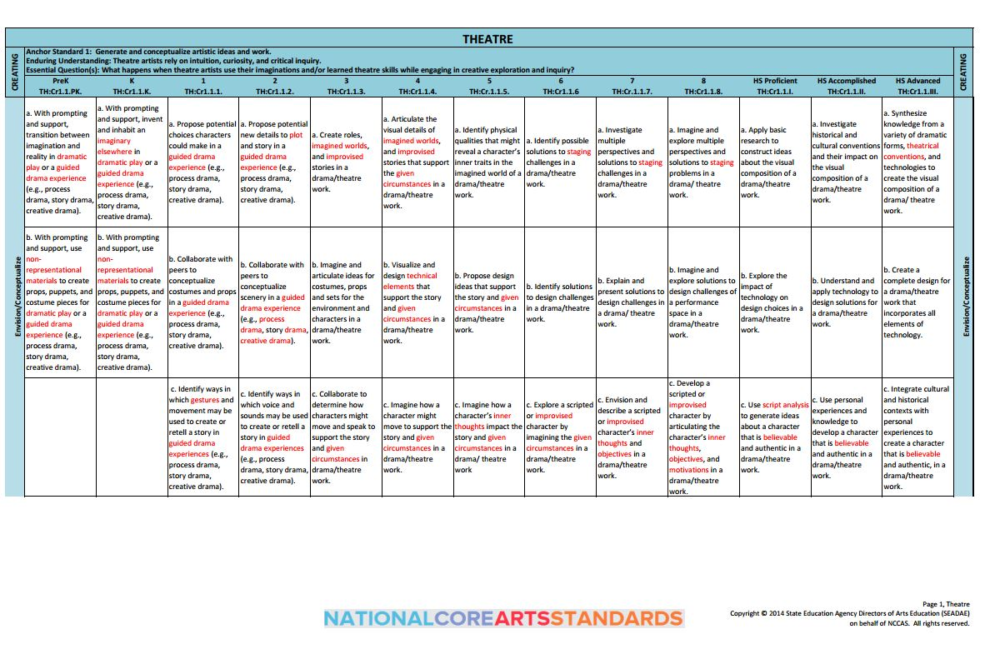 THEATRE
CREATING
Anchor Standard 1: Generate and conceptualize artistic ideas and work.
Enduring Understanding: Theatre artists rely on intuition, curiosity, and critical inquiry.
Essential Question(s): What happens when theatre artists use their imaginations and/or learned theatre skills while engaging in creative exploration and inquiry?
CREATING
PreK
TH:Cr1.1.PK.
K
TH:Cr1.1.K.
1
TH:Cr1.1.1.
2
TH:Cr1.1.2.
3
TH:Cr1.1.3.
4
TH:Cr1.1.4.
5
TH:Cr1.1.5.
6
TH:Cr1.1.6
7
TH:Cr1.1.7.
8
TH:Cr1.1.8.
HS Proficient
TH:Cr1.1.I.
HS Accomplished
TH:Cr1.1.II.
HS Advanced
TH:Cr1.1.III.
Envision/Conceptualize
a. With prompting
and support,
transition between
imagination and
reality in dramatic
play or a guided
drama experience
(e.g., process
drama, story drama,
creative drama).
a. With prompting
and support, invent
and inhabit an
imaginary
elsewhere in
dramatic play or a
guided drama
experience (e.g.,
process drama,
story drama,
creative drama).
a. Propose potential
choices characters
could make in a
guided drama
experience (e.g.,
process drama,
story drama,
creative drama).
a. Propose potential
new details to plot
and story in a
guided drama
experience (e.g.,
process drama,
story drama,
creative drama).
a. Create roles,
imagined worlds,
and improvised
stories in a
drama/theatre
work.
a. Articulate the
visual details of
imagined worlds,
and improvised
stories that support
the given
circumstances in a
drama/theatre
work.
a. Identify physical
qualities that might
reveal a character's
inner traits in the
imagined world of a
drama/theatre
work.
a. Identify possible
solutions to staging
challenges in a
drama/theatre
work.
a. Investigate
multiple
perspectives and
solutions to staging
challenges in a
drama/theatre
work.
a. Imagine and
explore multiple
perspectives and
solutions to staging
problems in a
drama/ theatre
work.
a. Apply basic
research to
construct ideas
about the visual
composition of a
drama/theatre
work.
a. Investigate
historical and
cultural conventions
and their impact on
the visual
composition of a
drama/theatre
work.
a. Synthesize
knowledge from a
variety of dramatic
forms, theatrical
conventions, and
technologies to
create the visual
composition of a
drama/ theatre
work.
Envision/Conceptualize
b. With prompting
and support, use
non-
representational
materials to create
props, puppets, and
costume pieces for
dramatic play or a
guided drama
experience (e.g.,
process drama,
story drama,
creative drama).
b. With prompting
and support, use
non-
representational
materials to create
props, puppets, and
costume pieces for
dramatic play or a
guided drama
experience (e.g.,
process drama,
story drama,
creative drama).
b. Collaborate with
peers to
conceptualize
costumes and props
in a guided drama
experience (e.g.,
process drama,
story drama,
creative drama).
b. Collaborate with
peers to
conceptualize
scenery in a guided
drama experience
(e.g., process
drama, story drama,
creative drama).
b. Imagine and
articulate ideas for
costumes, props
and sets for the
environment and
characters in a
drama/theatre
work.
b. Visualize and
design technical
elements that
support the story
and given
circumstances in a
drama/theatre
work.
b. Propose design
ideas that support
the story and given
circumstances in a
drama/theatre
work.
b. Identify solutions
to design challenges
in a drama/theatre
work.
b. Explain and
present solutions to
design challenges in
a drama/ theatre
work.
b. Imagine and
explore solutions to
design challenges of
a performance
space in a
drama/theatre
work.
b. Explore the
impact of
technology on
design choices in a
drama/theatre
work.
b. Understand and
apply technology to
design solutions for
a drama/theatre
work.
b. Create a
complete design for
a drama/theatre
work that
incorporates all
elements of
technology.
c. Identify ways in
which gestures and
movement may be
used to create or
retell a story in
guided drama
experiences (e.g.,
process drama,
story drama,
creative drama).
c. Identify ways in
which voice and
sounds may be used
to create or retell a
story in guided
drama experiences
(e.g., process
drama, story drama,
creative drama).
c. Collaborate to
determine how
characters might
move and speak to
support the story
and given
circumstances in
drama/theatre
work.
c. Imagine how a
character might
move to support the
story and given
circumstances in a
drama/theatre
work.
c. Imagine how a
character's inner
thoughts impact the
story and given
circumstances in a
drama/ theatre
work
c. Explore a scripted
or improvised
character by
imagining the given
circumstances in a
drama/theatre
work.
c. Envision and
describe a scripted
or improvised
character's inner
thoughts and
objectives in a
drama/theatre
work.
c. Develop a
scripted or
improvised
character by
articulating the
character's inner
thoughts,
objectives, and
motivations in a
drama/theatre
work.
c. Use script analysis
to generate ideas
about a character
that is believable
and authentic in a
drama/theatre
work.
c. Use personal
experiences and
knowledge to
develop a character
that is believable
and authentic in a
drama/theatre
work.
c. Integrate cultural
and historical
contexts with
personal
experiences to
create a character
that is believable
and authentic, in a
drama/theatre
work.
NATIONALCOREARTSSTANDARDS
Page 1, Theatre
Copyright © 2014 State Education Agency Directors of Arts Education (SEADAE)
on behalf of NCCAS. All rights reserved.